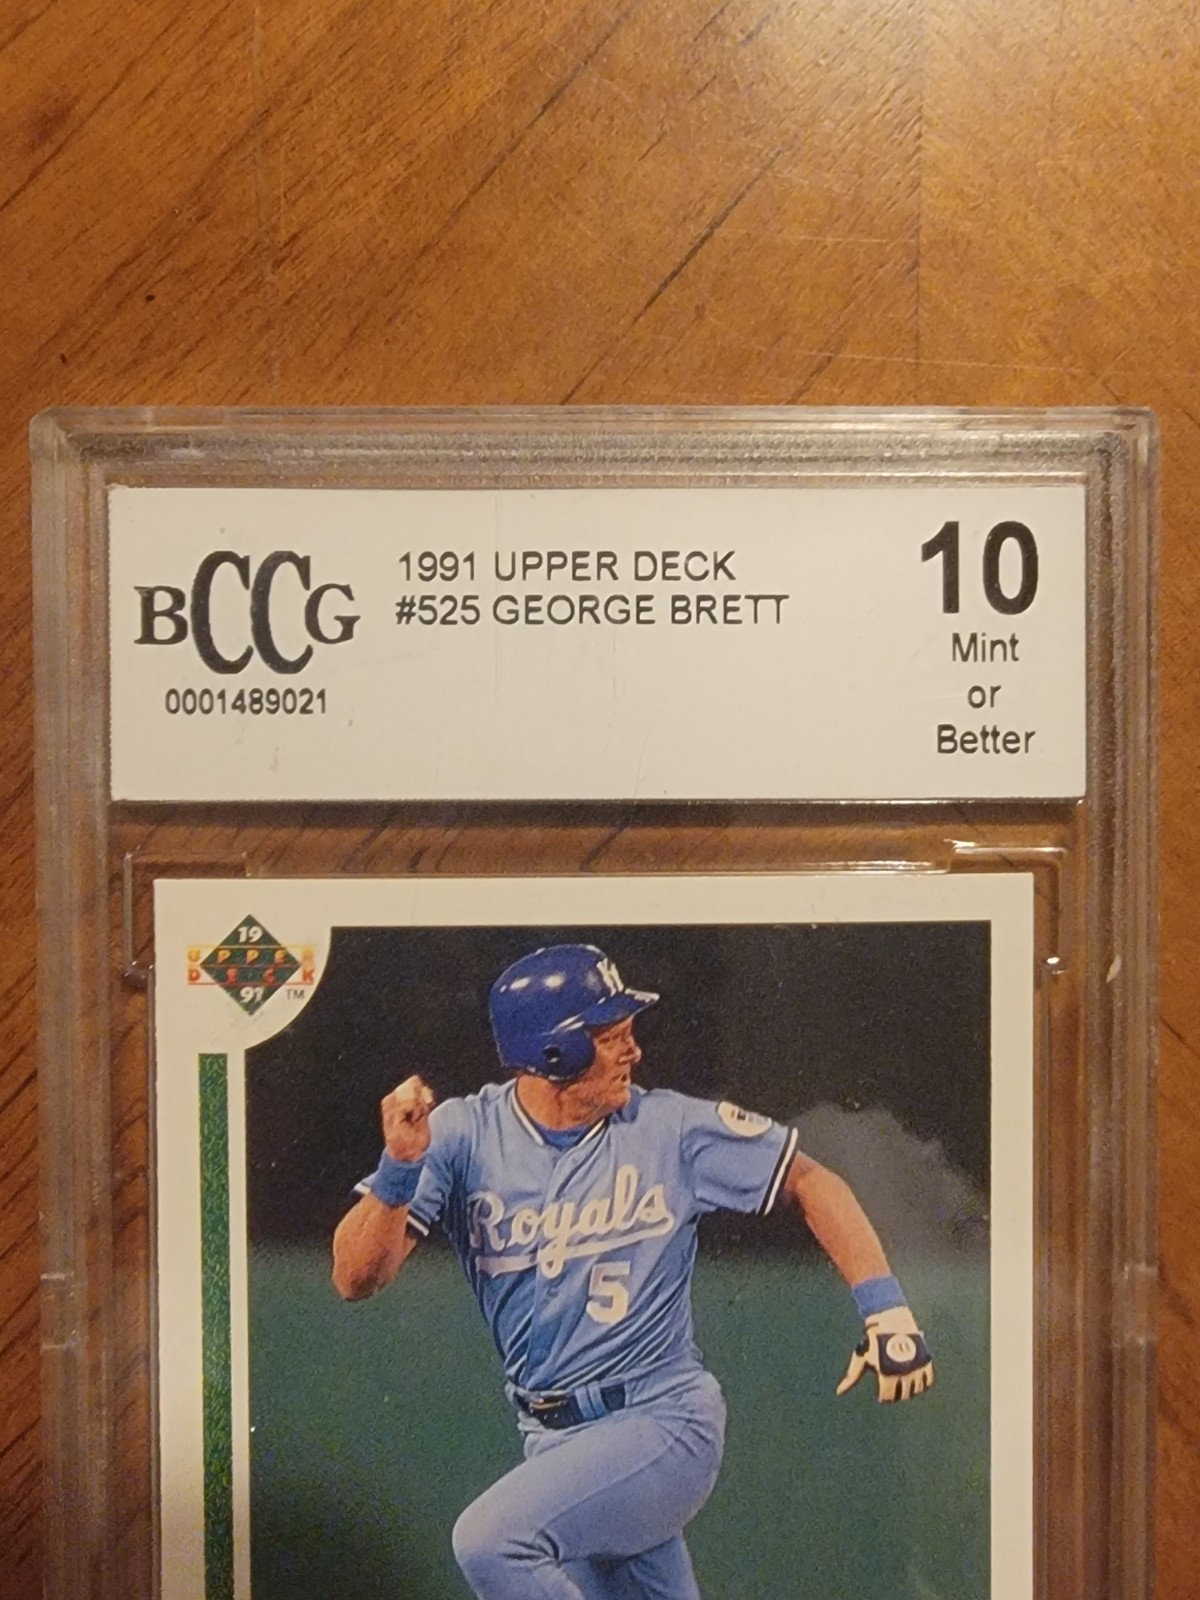 BCCG
0001489021
1991 UPPER DECK
#525 GEORGE BRETT
10
Mint
or
Better
19
UPPER
DECK
91 TM
KC
Royals
5